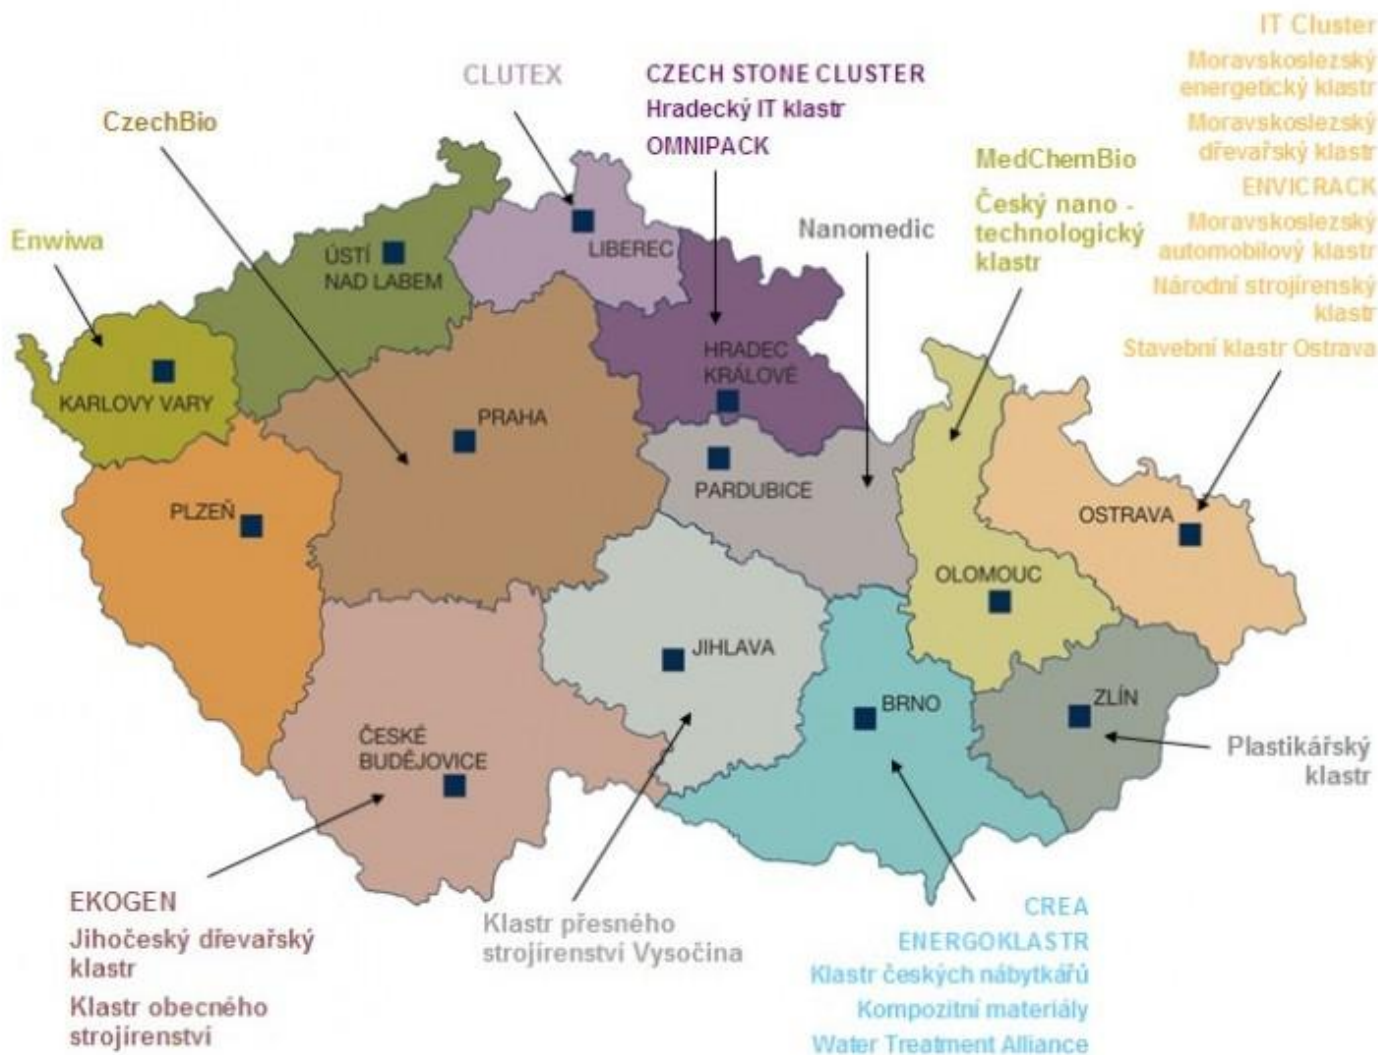 IT Cluster
Moravskoslezský
energetický klastr
Moravskoslezský
dřevařský klastr
ENVICRACK
Moravskoslezský
automobilový klastr
Národní strojírenský
klastr
Stavební klastr Ostrava
CLUTEX
CZECH STONE CLUSTER
Hradecký IT klastr
OMNIPACK
CzechBio
MedChemBio
Český nano -
technologický
klastr
Nanomedic
Enwiwa
ÚSTÍ
NAD LABEM
LIBEREC
HRADEC
KRÁLOVÉ
KARLOVY VARY
PRAHA
PARDUBICE
PLZEŇ
OSTRAVA
OLOMOUC
JIHLAVA
BRNO
ZLÍN
ČESKÉ
BUDĚJOVICE
Plastikářský
klastr
EKOGEN
Jihočeský dřevařský
klastr
Klastr obecného
strojírenství
Klastr přesného
strojírenství Vysočina
CREA
ENERGOKLASTR
Klastr českých nábytkářů
Kompozitní materiály
Water Treatment Alliance